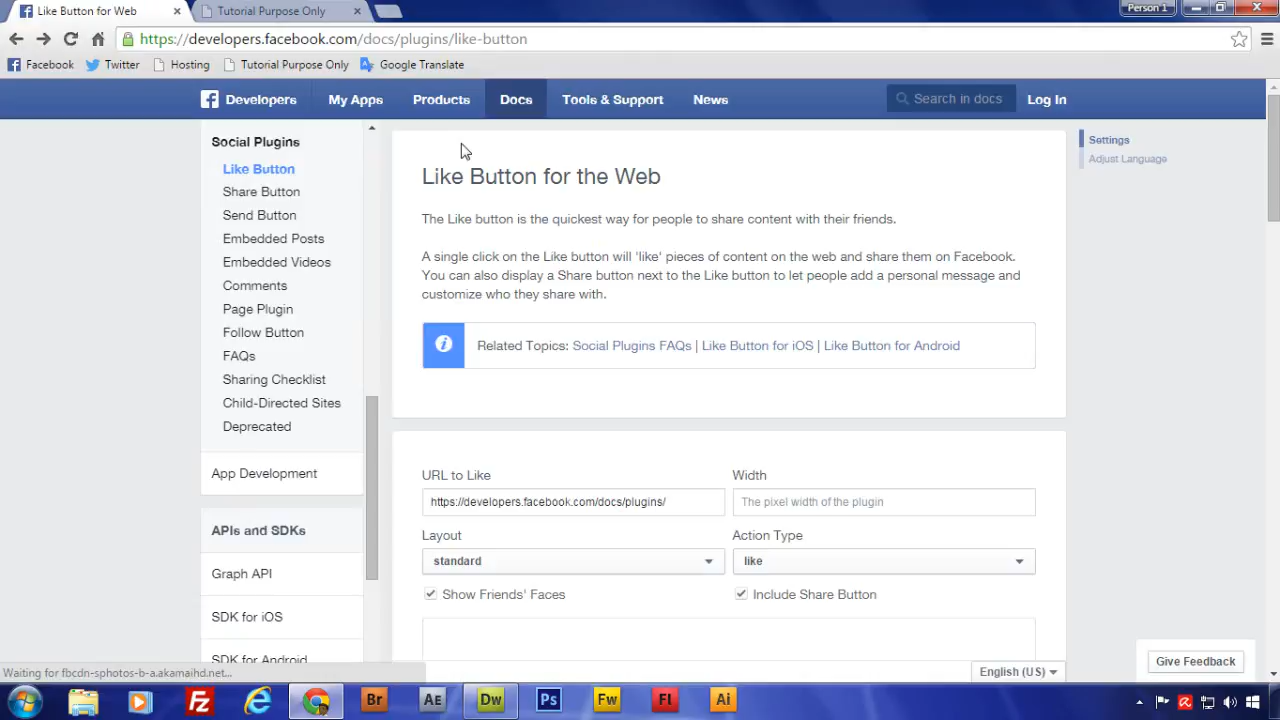 Like Button for Web
Tutorial Purpose Only
Person 1
https://developers.facebook.com/docs/plugins/like-button
Facebook
Twitter
Hosting
Tutorial Purpose Only
Google Translate
Developers
My Apps
Products
Docs
Tools & Support
News
Search in docs
Log In
Social Plugins
Like Button
Share Button
Send Button
Embedded Posts
Embedded Videos
Comments
Page Plugin
Follow Button
FAQs
Sharing Checklist
Child-Directed Sites
Deprecated
App Development
APIs and SDKs
Graph API
SDK for iOS
SDK for Android
Like Button for the Web
The Like button is the quickest way for people to share content with their friends.
A single click on the Like button will 'like' pieces of content on the web and share them on Facebook.
You can also display a Share button next to the Like button to let people add a personal message and
customize who they share with.
Related Topics: Social Plugins FAQs | Like Button for iOS | Like Button for Android
URL to Like
Width
https://developers.facebook.com/docs/plugins/
The pixel width of the plugin
Layout
Action Type
standard
like
Show Friends' Faces
Include Share Button
Settings
Adjust Language
Waiting for fbcdn-sphotos-b-a.akamaihd.net...
English (US)
Give Feedback
Fz
Br
Ae
Dw
Ps
Fw
Fl
Ai